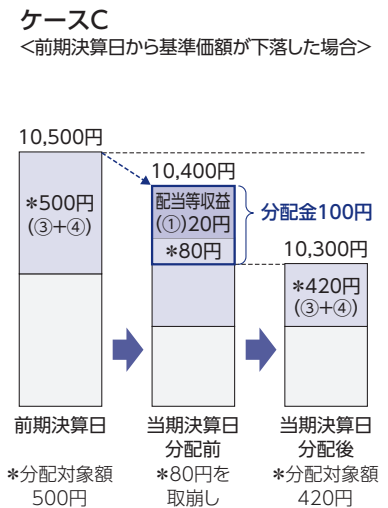 ケースC
<前期決算日から基準価額が下落した場合>
10,500円
*500円
(③+④)
10,400円
配当等収益
(①)20円
*80円
分配金100円
10,300円
*420円
(③+④)
前期決算日
当期決算日
分配前
当期決算日
分配後
*分配対象額
500円
*80円を
取崩し
*分配対象額
420円